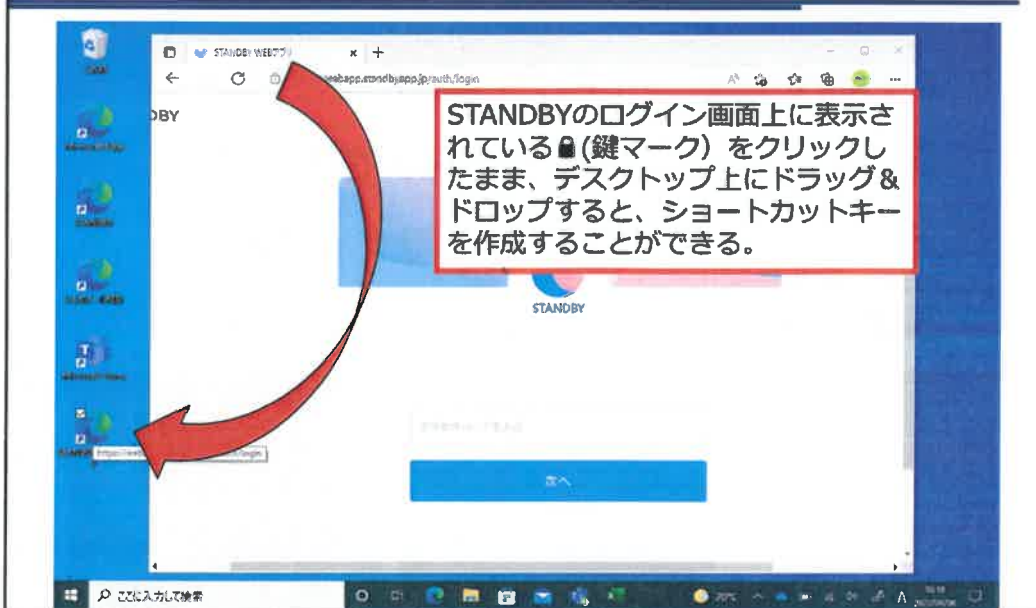 STANDBY WEBアプリ
webapp.standbyapp.jp/auth/login
DBY
STANDBYのログイン画面上に表示さ
れている🔒(鍵マーク）をクリックし
たまま、デスクトップ上にドラッグ&
ドロップすると、ショートカットキー
を作成することができる。
STANDBY
次へ
ここに入力して検索